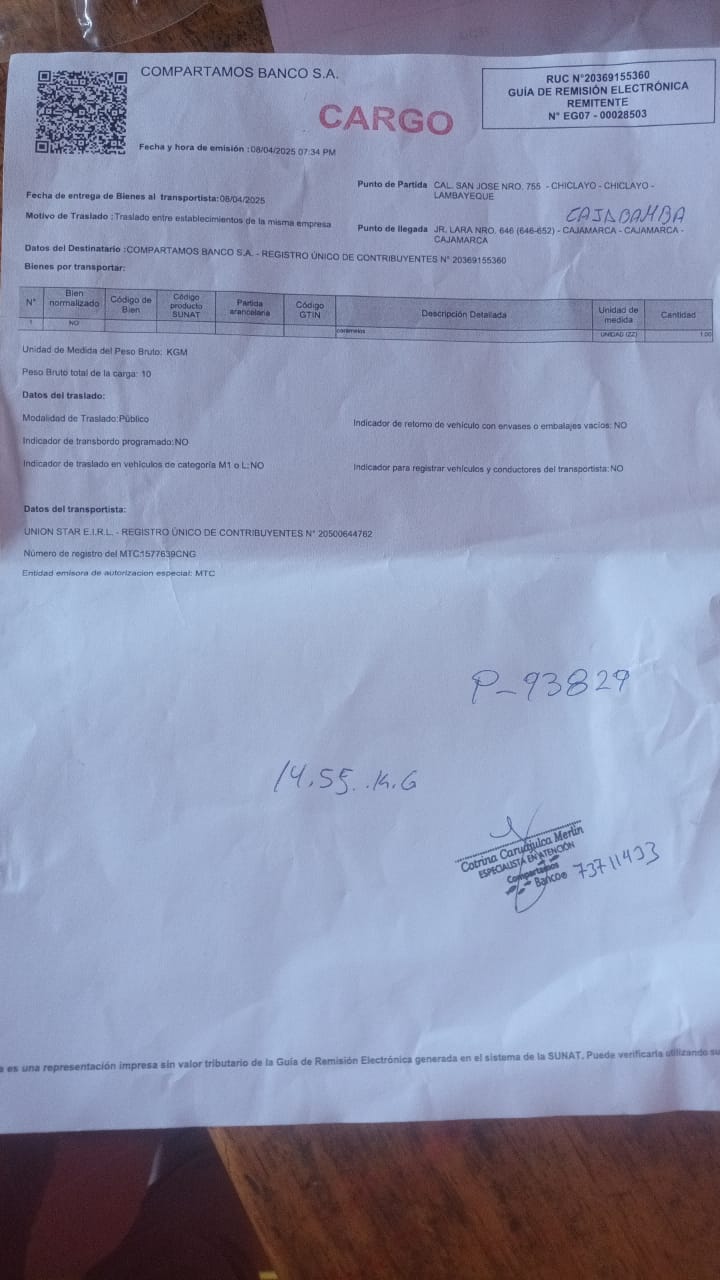 COMPARTAMOS BANCO S.A.
CARGO
RUC N°20369155360
GUÍA DE REMISIÓN ELECTRÓNICA
REMITENTE
N° EG07 - 00028503
Fecha y hora de emisión :08/04/2025 07:34 PM
Fecha de entrega de Bienes al transportista:08/04/2025
Punto de Partida CAL. SAN JOSE NRO. 755 - CHICLAYO - CHICLAYO -
LAMBAYEQUE
CAJABAMBA
Motivo de Traslado :Traslado entre establecimientos de la misma empresa
Punto de llegada JR. LARA NRO. 646 (646-652) - CAJAMARCA - CAJAMARCA -
CAJAMARCA
Datos del Destinatario :COMPARTAMOS BANCO S.A. - REGISTRO ÚNICO DE CONTRIBUYENTES N° 20369155360
Bienes por transportar:
N° Bien normalizado Código de Bien Código producto SUNAT Partida arancelaria Código GTIN Descripción Detallada Unidad de medida Cantidad
1 NO caramelos UNIDAD (ZZ) 1.00
Unidad de Medida del Peso Bruto: KGM
Peso Bruto total de la carga: 10
Datos del traslado:
Modalidad de Traslado:Público
Indicador de retorno de vehículo con envases o embalajes vacíos: NO
Indicador de transbordo programado:NO
Indicador de traslado en vehículos de categoría M1 o L:NO
Indicador para registrar vehículos y conductores del transportista:NO
Datos del transportista:
UNION STAR E.I.R.L. - REGISTRO ÚNICO DE CONTRIBUYENTES N° 20500644762
Número de registro del MTC:1577639CNG
Entidad emisora de autorizacion especial: MTC
P-93829
14.55..K.G
Cotrina Caruajulca Merlin
ESPECIALISTA EN ATENCIÓN
Compartamos
Banco
73711433
a es una representación impresa sin valor tributario de la Guía de Remisión Electrónica generada en el sistema de la SUNAT. Puede verificarla utilizando su